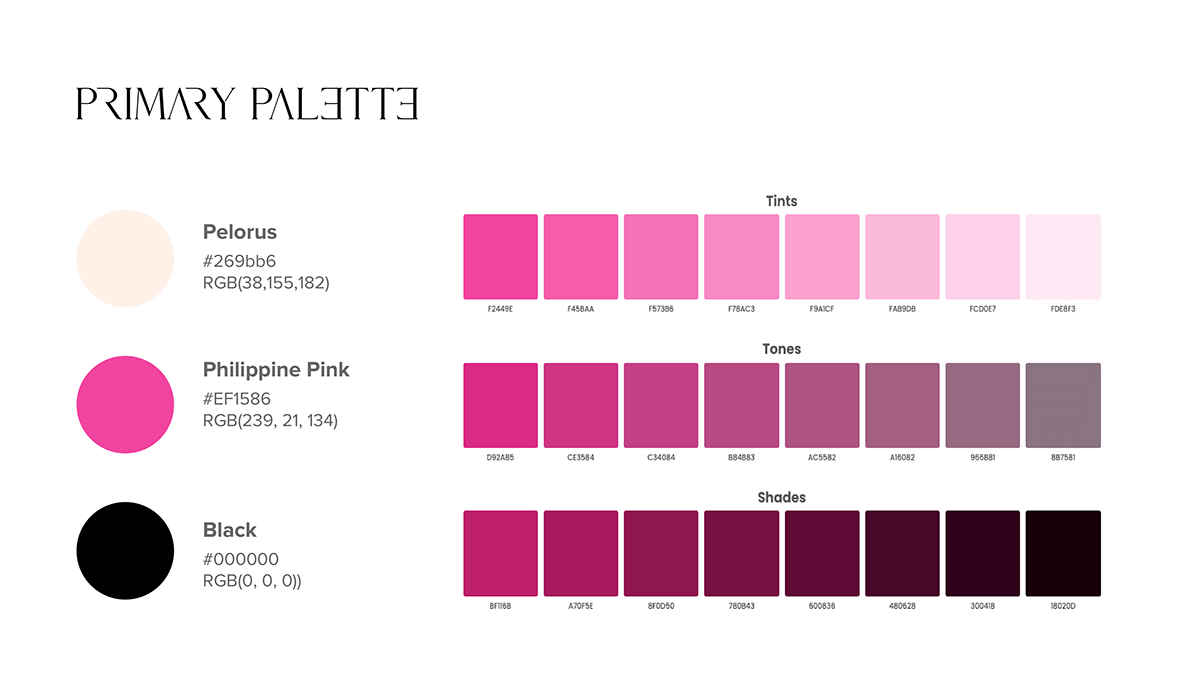 PRIMARY PALETTE
Pelorus
#269bb6
RGB(38,155,182)
Philippine Pink
#EF1586
RGB(239, 21, 134)
Black
#000000
RGB(0, 0, 0))
Tints
F2449E F45BAA F573B6 F78AC3 F9A1CF FAB9DB FCD0E7 FDE8F3
Tones
D92A85 CE3584 C34084 B84B83 AC5582 A16082 966B81 8B7581
Shades
BF1F6B A70F5E 8F0D50 780B43 600836 480628 30041B 18020D